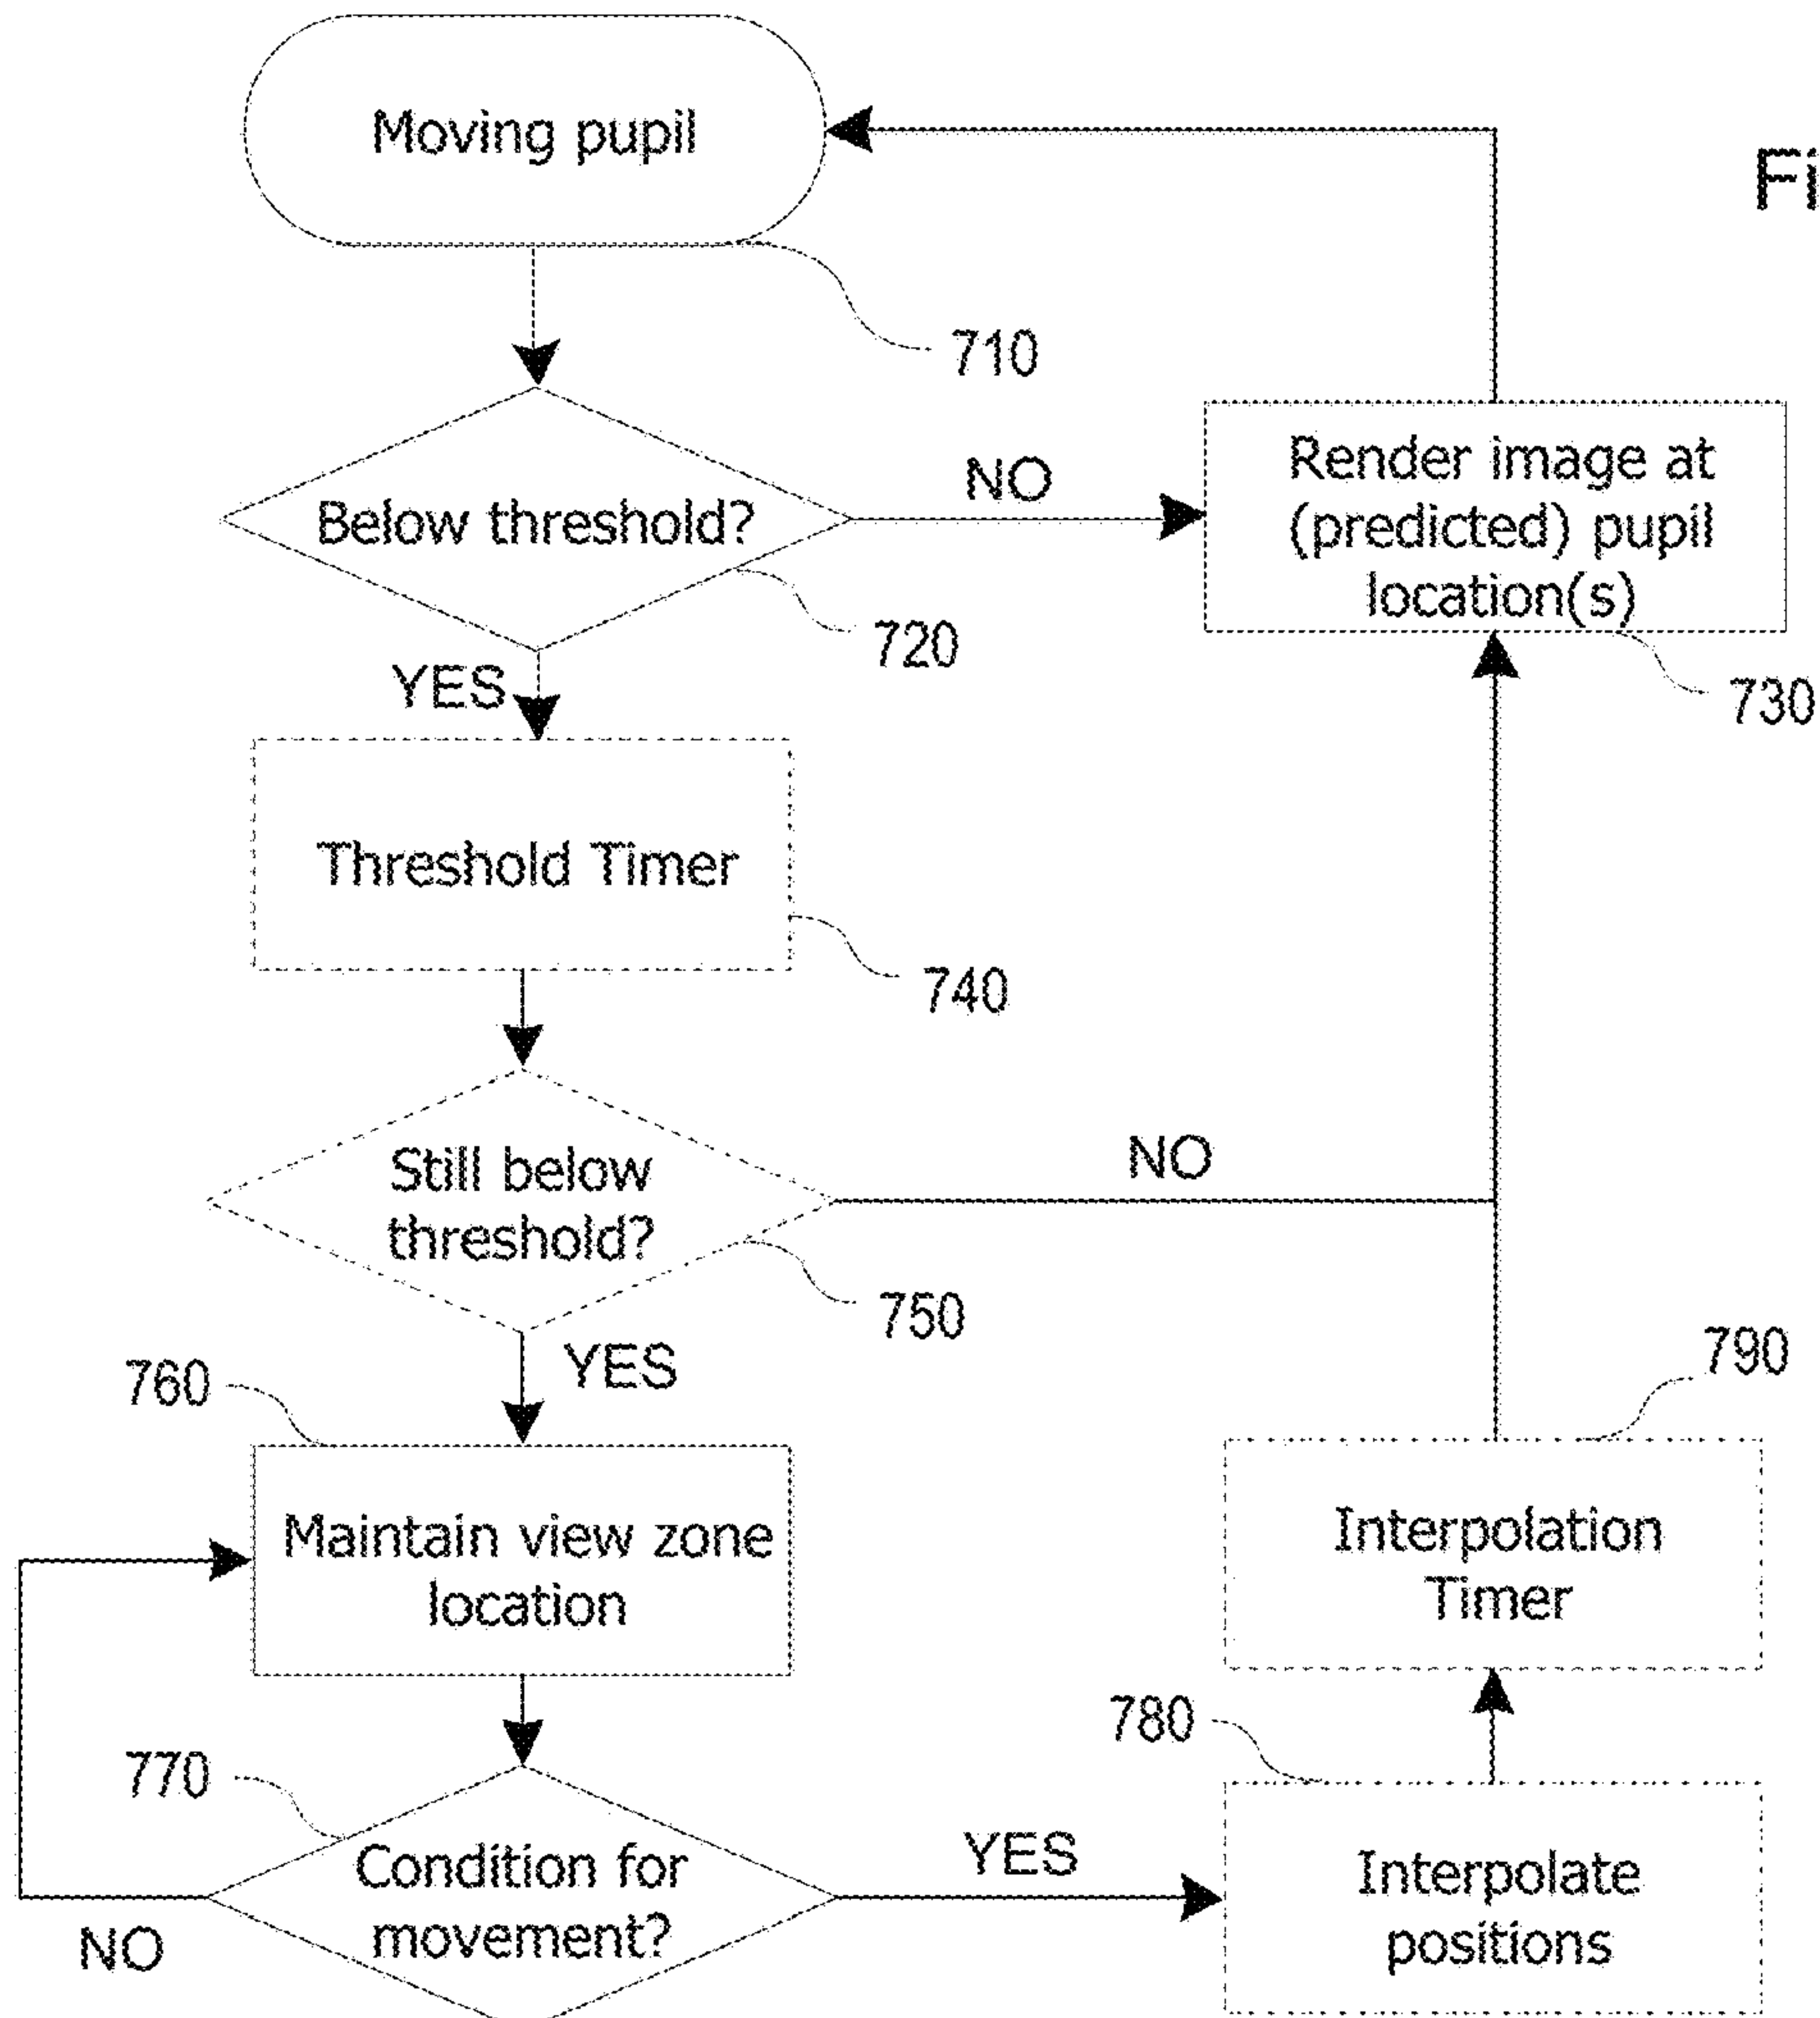 Moving pupil
Fi
710
Below threshold?
NO
Render image at
(predicted) pupil
location(s)
720
YES
730
Threshold Timer
740
Still below
threshold?
NO
750
YES
760
790
Maintain view zone
location
Interpolation
Timer
770
780
Condition for
movement?
YES
NO
Interpolate
positions